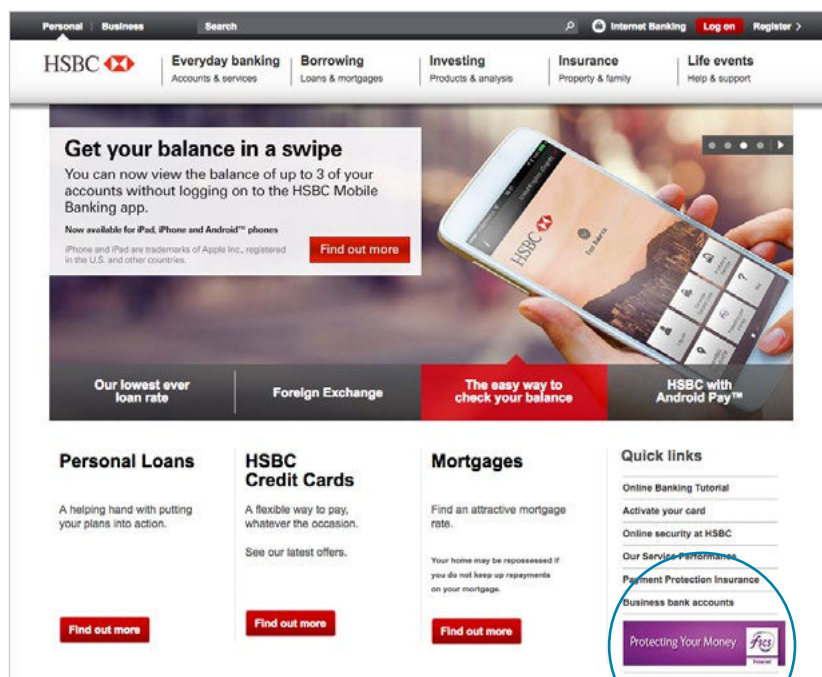 Personal Business Search Internet Banking Log on Register >
HSBC
Everyday banking
Accounts & services
Borrowing
Loans & mortgages
Investing
Products & analysis
Insurance
Property & family
Life events
Help & support
Get your balance in a swipe
You can now view the balance of up to 3 of your
accounts without logging on to the HSBC Mobile
Banking app.
Now available for iPad, iPhone and Android™ phones
iPhone and iPad are trademarks of Apple Inc., registered
in the U.S. and other countries.
Find out more
HSBC
Fast Balance
Log on
Our lowest ever
loan rate
Foreign Exchange
The easy way to
check your balance
HSBC with
Android Pay™
Personal Loans
A helping hand with putting
your plans into action.
Find out more
HSBC
Credit Cards
A flexible way to pay,
whatever the occasion.
See our latest offers.
Find out more
Mortgages
Find an attractive mortgage
rate.
Your home may be repossessed if
you do not keep up repayments
on your mortgage.
Find out more
Quick links
Online Banking Tutorial
Activate your card
Online security at HSBC
Our Service Performance
Payment Protection Insurance
Business bank accounts
Protecting Your Money
fscs
Protected